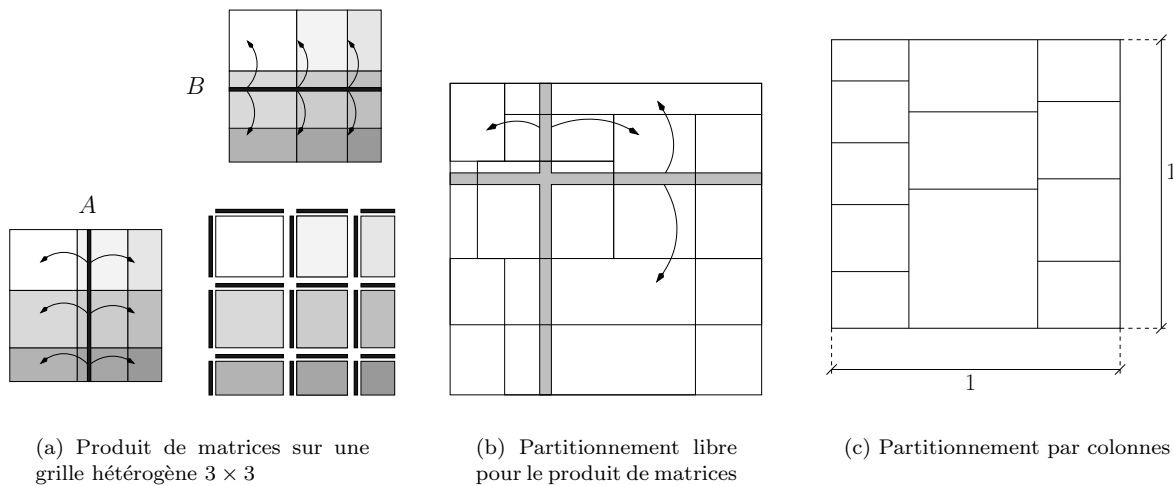 B
A
1
1
(a) Produit de matrices sur une
grille hétérogène 3 × 3
(b) Partitionnement libre
pour le produit de matrices
(c) Partitionnement par colonnes